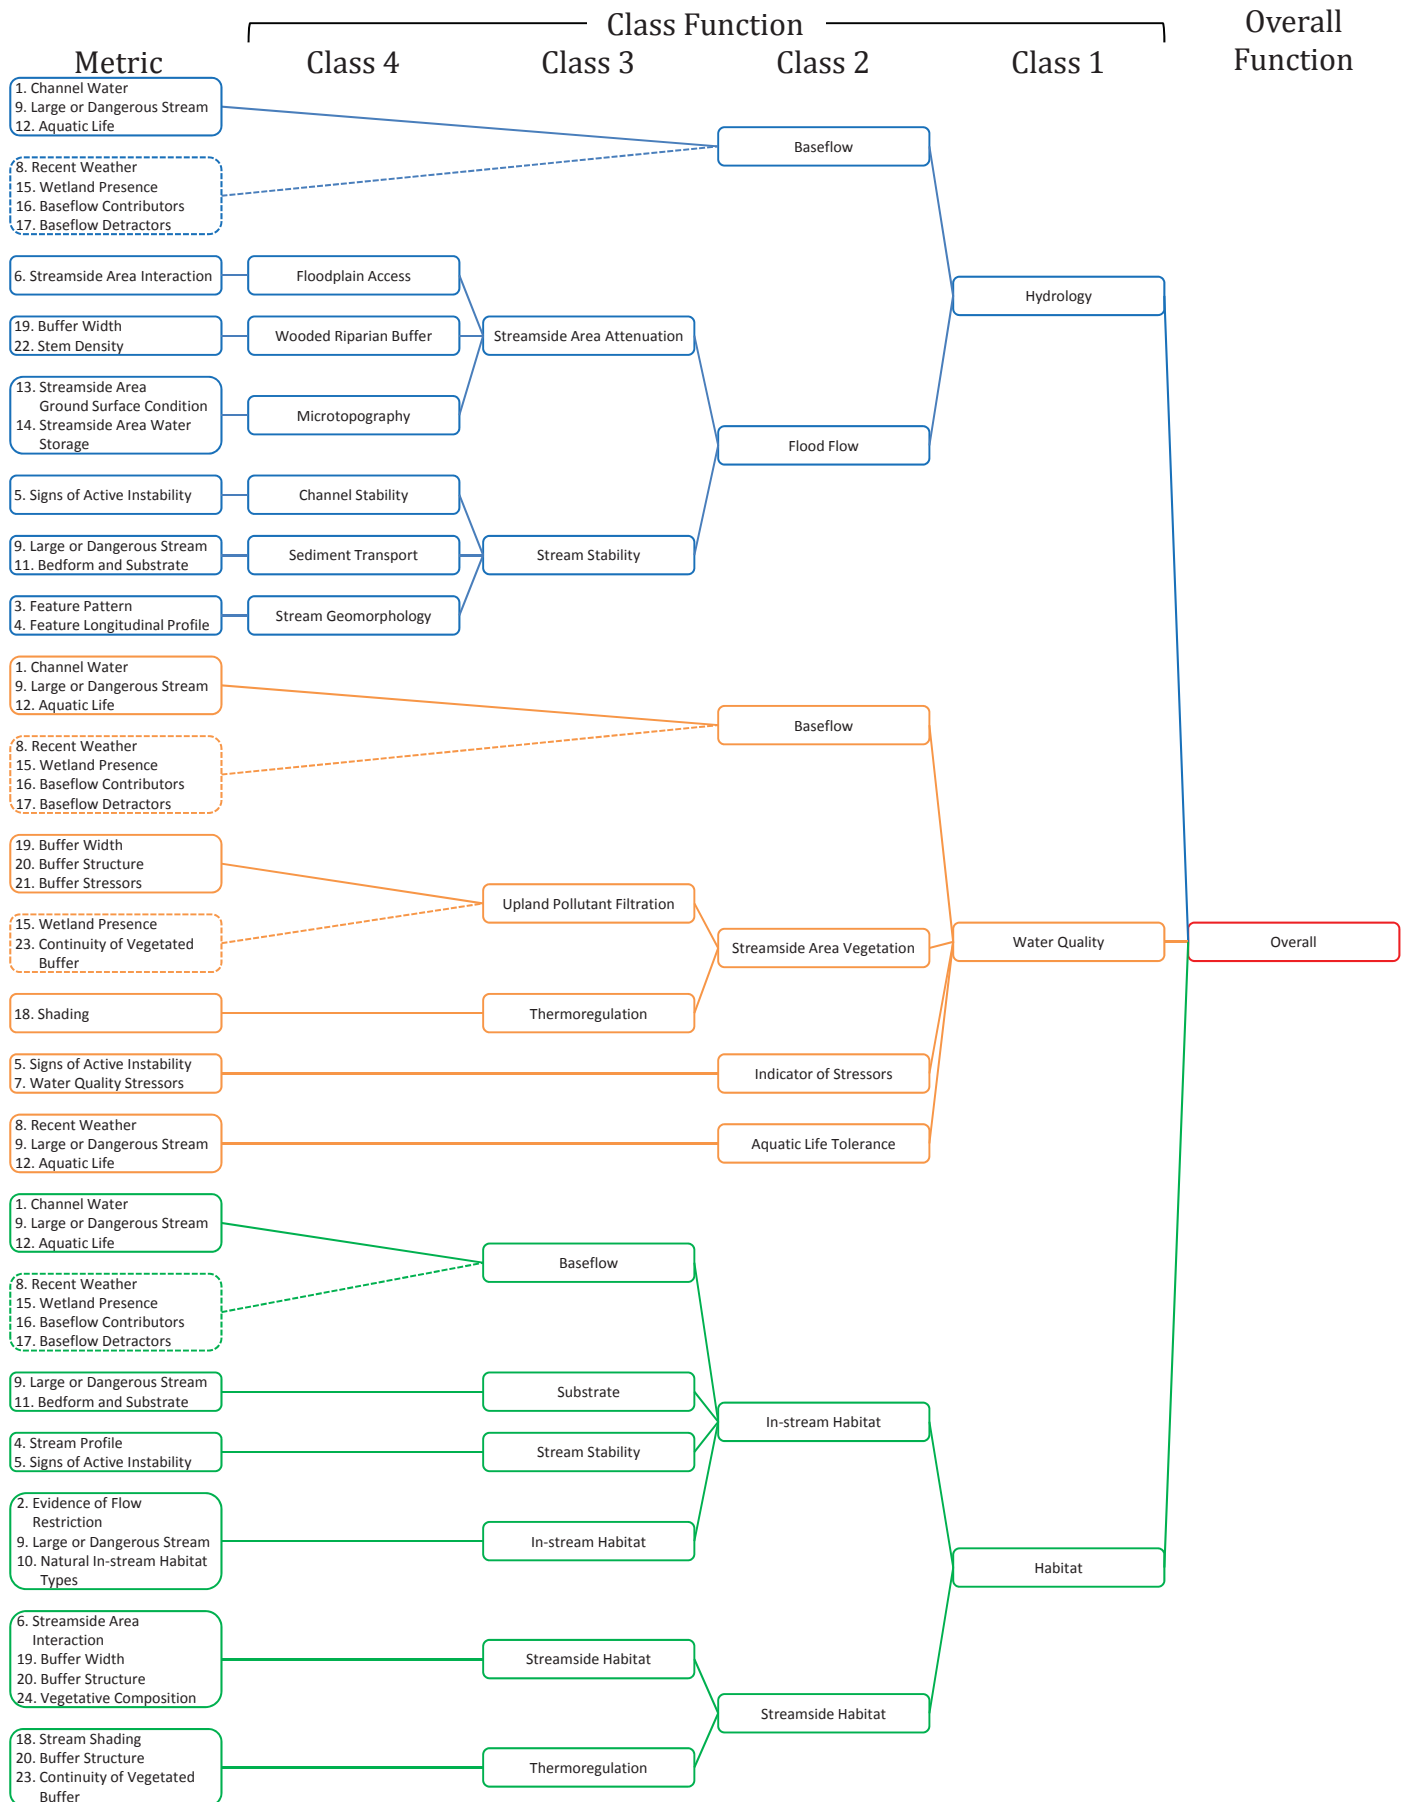 Class Function
Overall
Function
Metric
Class 4
Class 3
Class 2
Class 1
1. Channel Water
9. Large or Dangerous Stream
12. Aquatic Life
Baseflow
8. Recent Weather
15. Wetland Presence
16. Baseflow Contributors
17. Baseflow Detractors
6. Streamside Area Interaction
Floodplain Access
Hydrology
19. Buffer Width
22. Stem Density
Wooded Riparian Buffer
Streamside Area Attenuation
13. Streamside Area
Ground Surface Condition
14. Streamside Area Water
Storage
Microtopography
Flood Flow
5. Signs of Active Instability
Channel Stability
9. Large or Dangerous Stream
11. Bedform and Substrate
Sediment Transport
Stream Stability
3. Feature Pattern
4. Feature Longitudinal Profile
Stream Geomorphology
1. Channel Water
9. Large or Dangerous Stream
12. Aquatic Life
Baseflow
8. Recent Weather
15. Wetland Presence
16. Baseflow Contributors
17. Baseflow Detractors
19. Buffer Width
20. Buffer Structure
21. Buffer Stressors
Upland Pollutant Filtration
15. Wetland Presence
23. Continuity of Vegetated
Buffer
Streamside Area Vegetation
Water Quality
Overall
18. Shading
Thermoregulation
5. Signs of Active Instability
7. Water Quality Stressors
Indicator of Stressors
8. Recent Weather
9. Large or Dangerous Stream
12. Aquatic Life
Aquatic Life Tolerance
1. Channel Water
9. Large or Dangerous Stream
12. Aquatic Life
Baseflow
8. Recent Weather
15. Wetland Presence
16. Baseflow Contributors
17. Baseflow Detractors
9. Large or Dangerous Stream
11. Bedform and Substrate
Substrate
In-stream Habitat
4. Stream Profile
5. Signs of Active Instability
Stream Stability
2. Evidence of Flow
Restriction
9. Large or Dangerous Stream
10. Natural In-stream Habitat
Types
In-stream Habitat
Habitat
6. Streamside Area
Interaction
19. Buffer Width
20. Buffer Structure
24. Vegetative Composition
Streamside Habitat
Streamside Habitat
18. Stream Shading
20. Buffer Structure
23. Continuity of Vegetated
Buffer
Thermoregulation